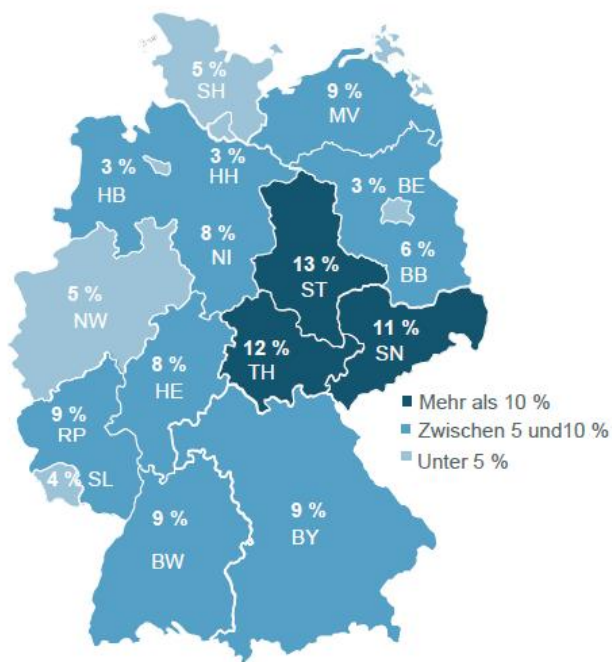 5 %
SH
9 %
MV
3 %
HH
3 %
HB
3 % BE
8 %
NI
6 %
BB
13 %
ST
5 %
NW
11 %
SN
12 %
TH
8 %
HE
9 %
RP
4 % SL
9 %
BW
9 %
BY
Mehr als 10 %
Zwischen 5 und10 %
Unter 5 %